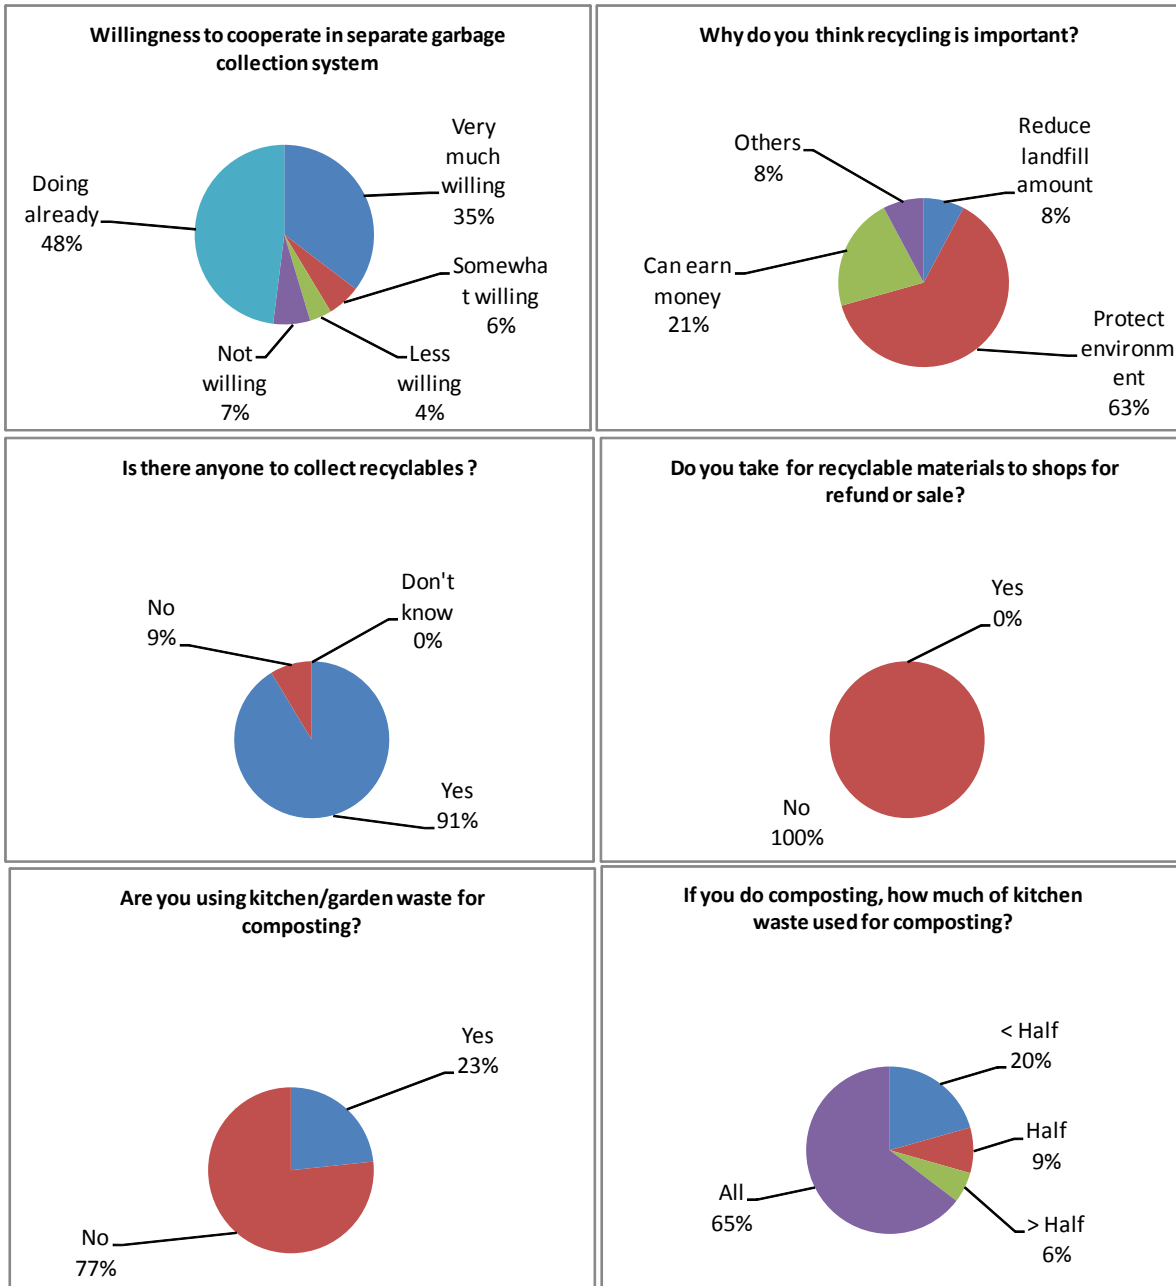 Willingness to cooperate in separate garbage
collection system
Very
much
willing
35%
Somewha
t willing
6%
Less
willing
4%
Not
willing
7%
Doing
already
48%
Why do you think recycling is important?
Reduce
landfill
amount
8%
Protect
environm
ent
63%
Can earn
money
21%
Others
8%
Is there anyone to collect recyclables ?
Don't
know
0%
No
9%
Yes
91%
Do you take for recyclable materials to shops for
refund or sale?
Yes
0%
No
100%
Are you using kitchen/garden waste for
composting?
Yes
23%
No
77%
If you do composting, how much of kitchen
waste used for composting?
< Half
20%
Half
9%
> Half
6%
All
65%